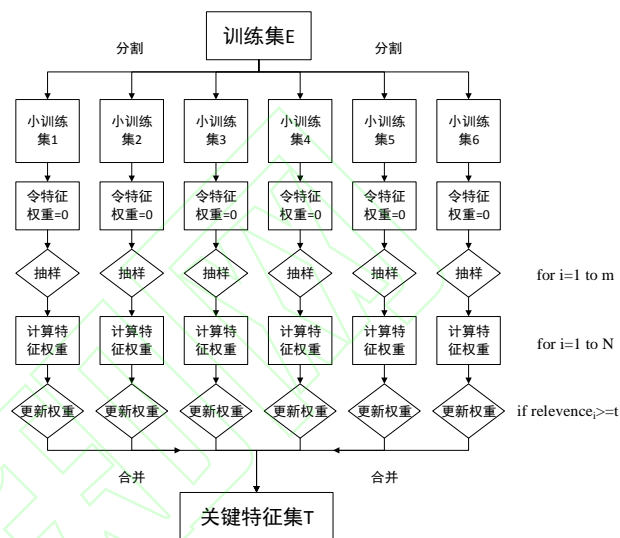 训练集E
分割
分割
小训练
集1
小训练
集2
小训练
集3
小训练
集4
小训练
集5
小训练
集6
令特征
权重=0
令特征
权重=0
令特征
权重=0
令特征
权重=0
令特征
权重=0
令特征
权重=0
抽样
抽样
抽样
抽样
抽样
抽样
for i=1 to m
计算特
征权重
计算特
征权重
计算特
征权重
计算特
征权重
计算特
征权重
计算特
征权重
for i=1 to N
更新权重
更新权重
更新权重
更新权重
更新权重
更新权重
if relevenceᵢ>=t
合并
合并
关键特征集T